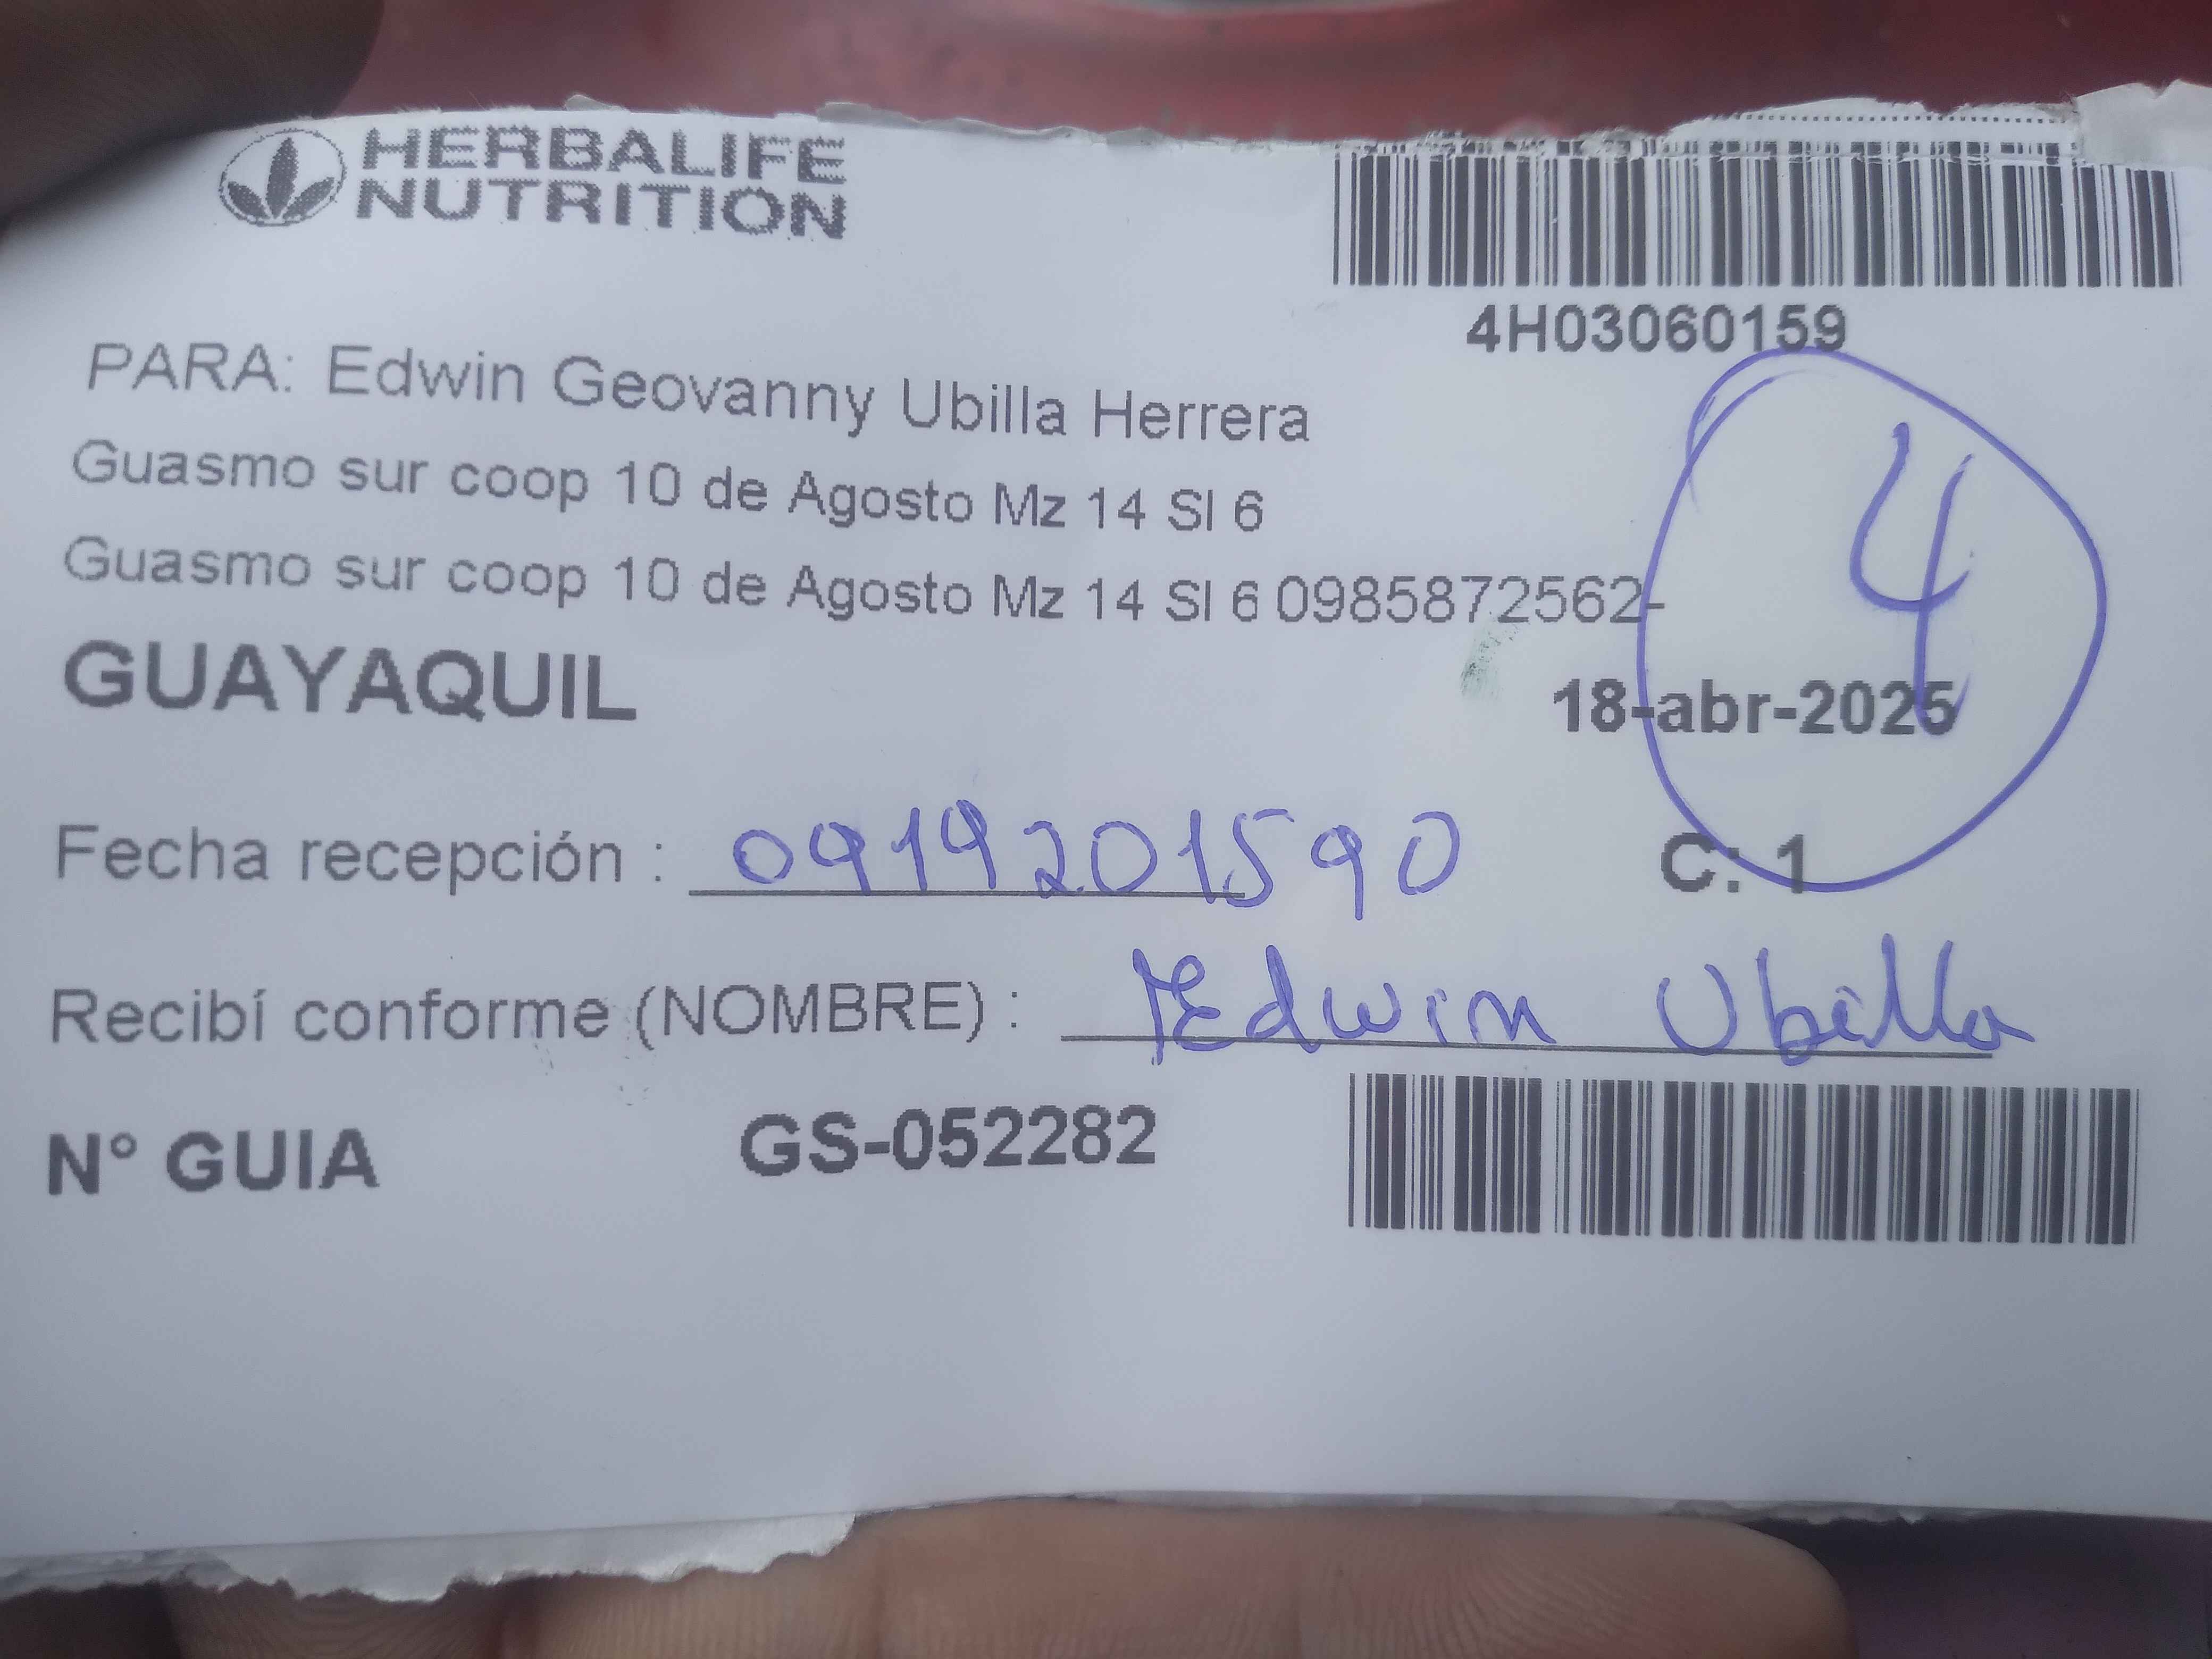 HERBALIFE
NUTRITION
4H03060159
PARA: Edwin Geovanny Ubilla Herrera
Guasmo sur coop 10 de Agosto Mz 14 Sl 6
Guasmo sur coop 10 de Agosto Mz 14 Sl 6 0985872562-
4
GUAYAQUIL
18-abr-2025
Fecha recepción : 0919201590
C: 1
Recibí conforme (NOMBRE) : Edwin Ubilla
N° GUIA GS-052282